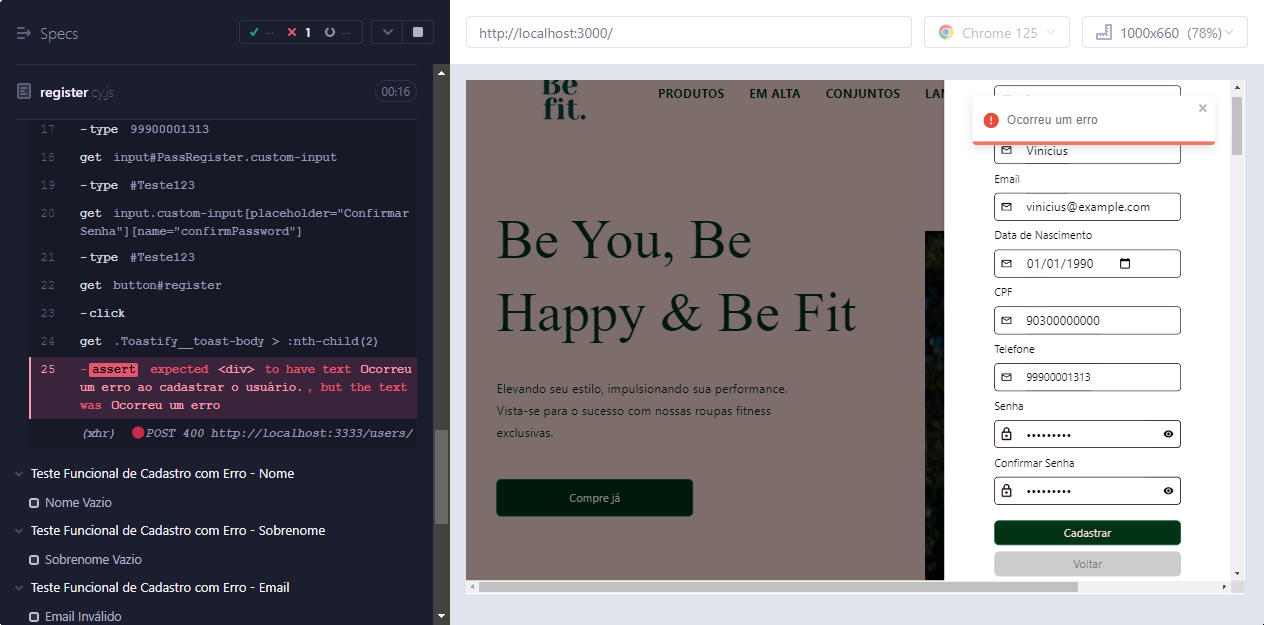 Specs
-- 1 --
register.cy.js
00:16
17 -type 99900001313
18 get input#PassRegister.custom-input
19 -type #Teste123
20 get input.custom-input[placeholder="Confirmar
Senha"][name="confirmPassword"]
21 -type #Teste123
22 get button#register
23 -click
24 get .Toastify__toast-body > :nth-child(2)
25 -assert expected <div> to have text Ocorreu
um erro ao cadastrar o usuário. , but the text
was Ocorreu um erro
(xhr) POST 400 http://localhost:3333/users/
Teste Funcional de Cadastro com Erro - Nome
Nome Vazio
Teste Funcional de Cadastro com Erro - Sobrenome
Sobrenome Vazio
Teste Funcional de Cadastro com Erro - Email
Email Inválido
http://localhost:3000/
Chrome 125
1000x660 (78%)
Be
fit.
PRODUTOS EM ALTA CONJUNTOS LAN
Be You, Be
Happy & Be Fit
Elevando seu estilo, impulsionando sua performance.
Vista-se para o sucesso com nossas roupas fitness
exclusivas.
Compre já
Ocorreu um erro
Vinicius
Email
vinicius@example.com
Data de Nascimento
01/01/1990
CPF
90300000000
Telefone
99900001313
Senha
•••••••••
Confirmar Senha
•••••••••
Cadastrar
Voltar